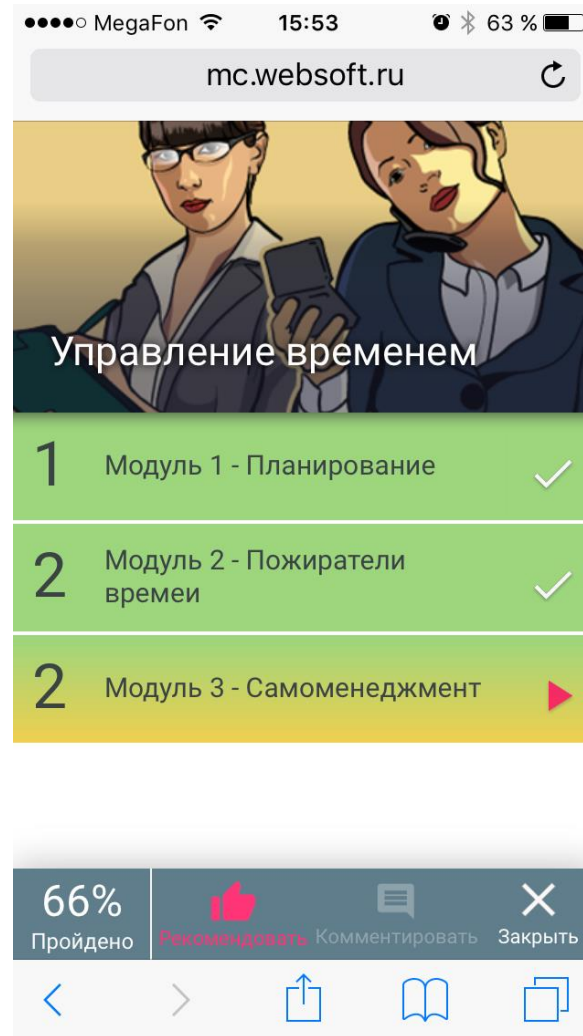 MegaFon 15:53 63 %
mc.websoft.ru
Управление временем
1 Модуль 1 - Планирование
2 Модуль 2 - Пожиратели
времеи
2 Модуль 3 - Самоменеджмент
66%
Пройдено Рекомендовать Комментировать Закрыть